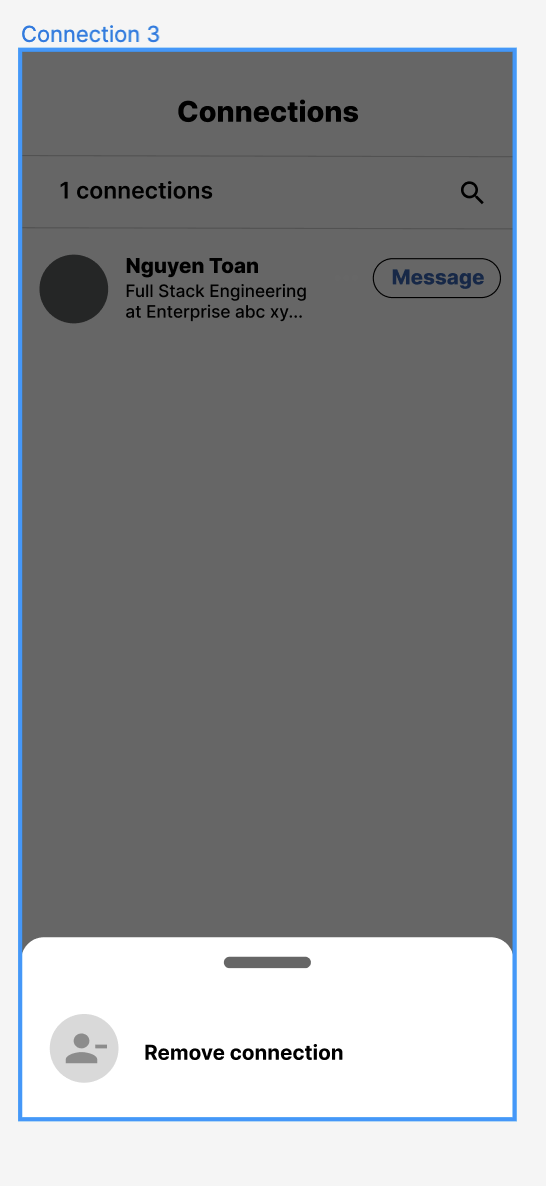 Connection 3
Connections
1 connections
Nguyen Toan
Full Stack Engineering
at Enterprise abc xy...
Message
Remove connection